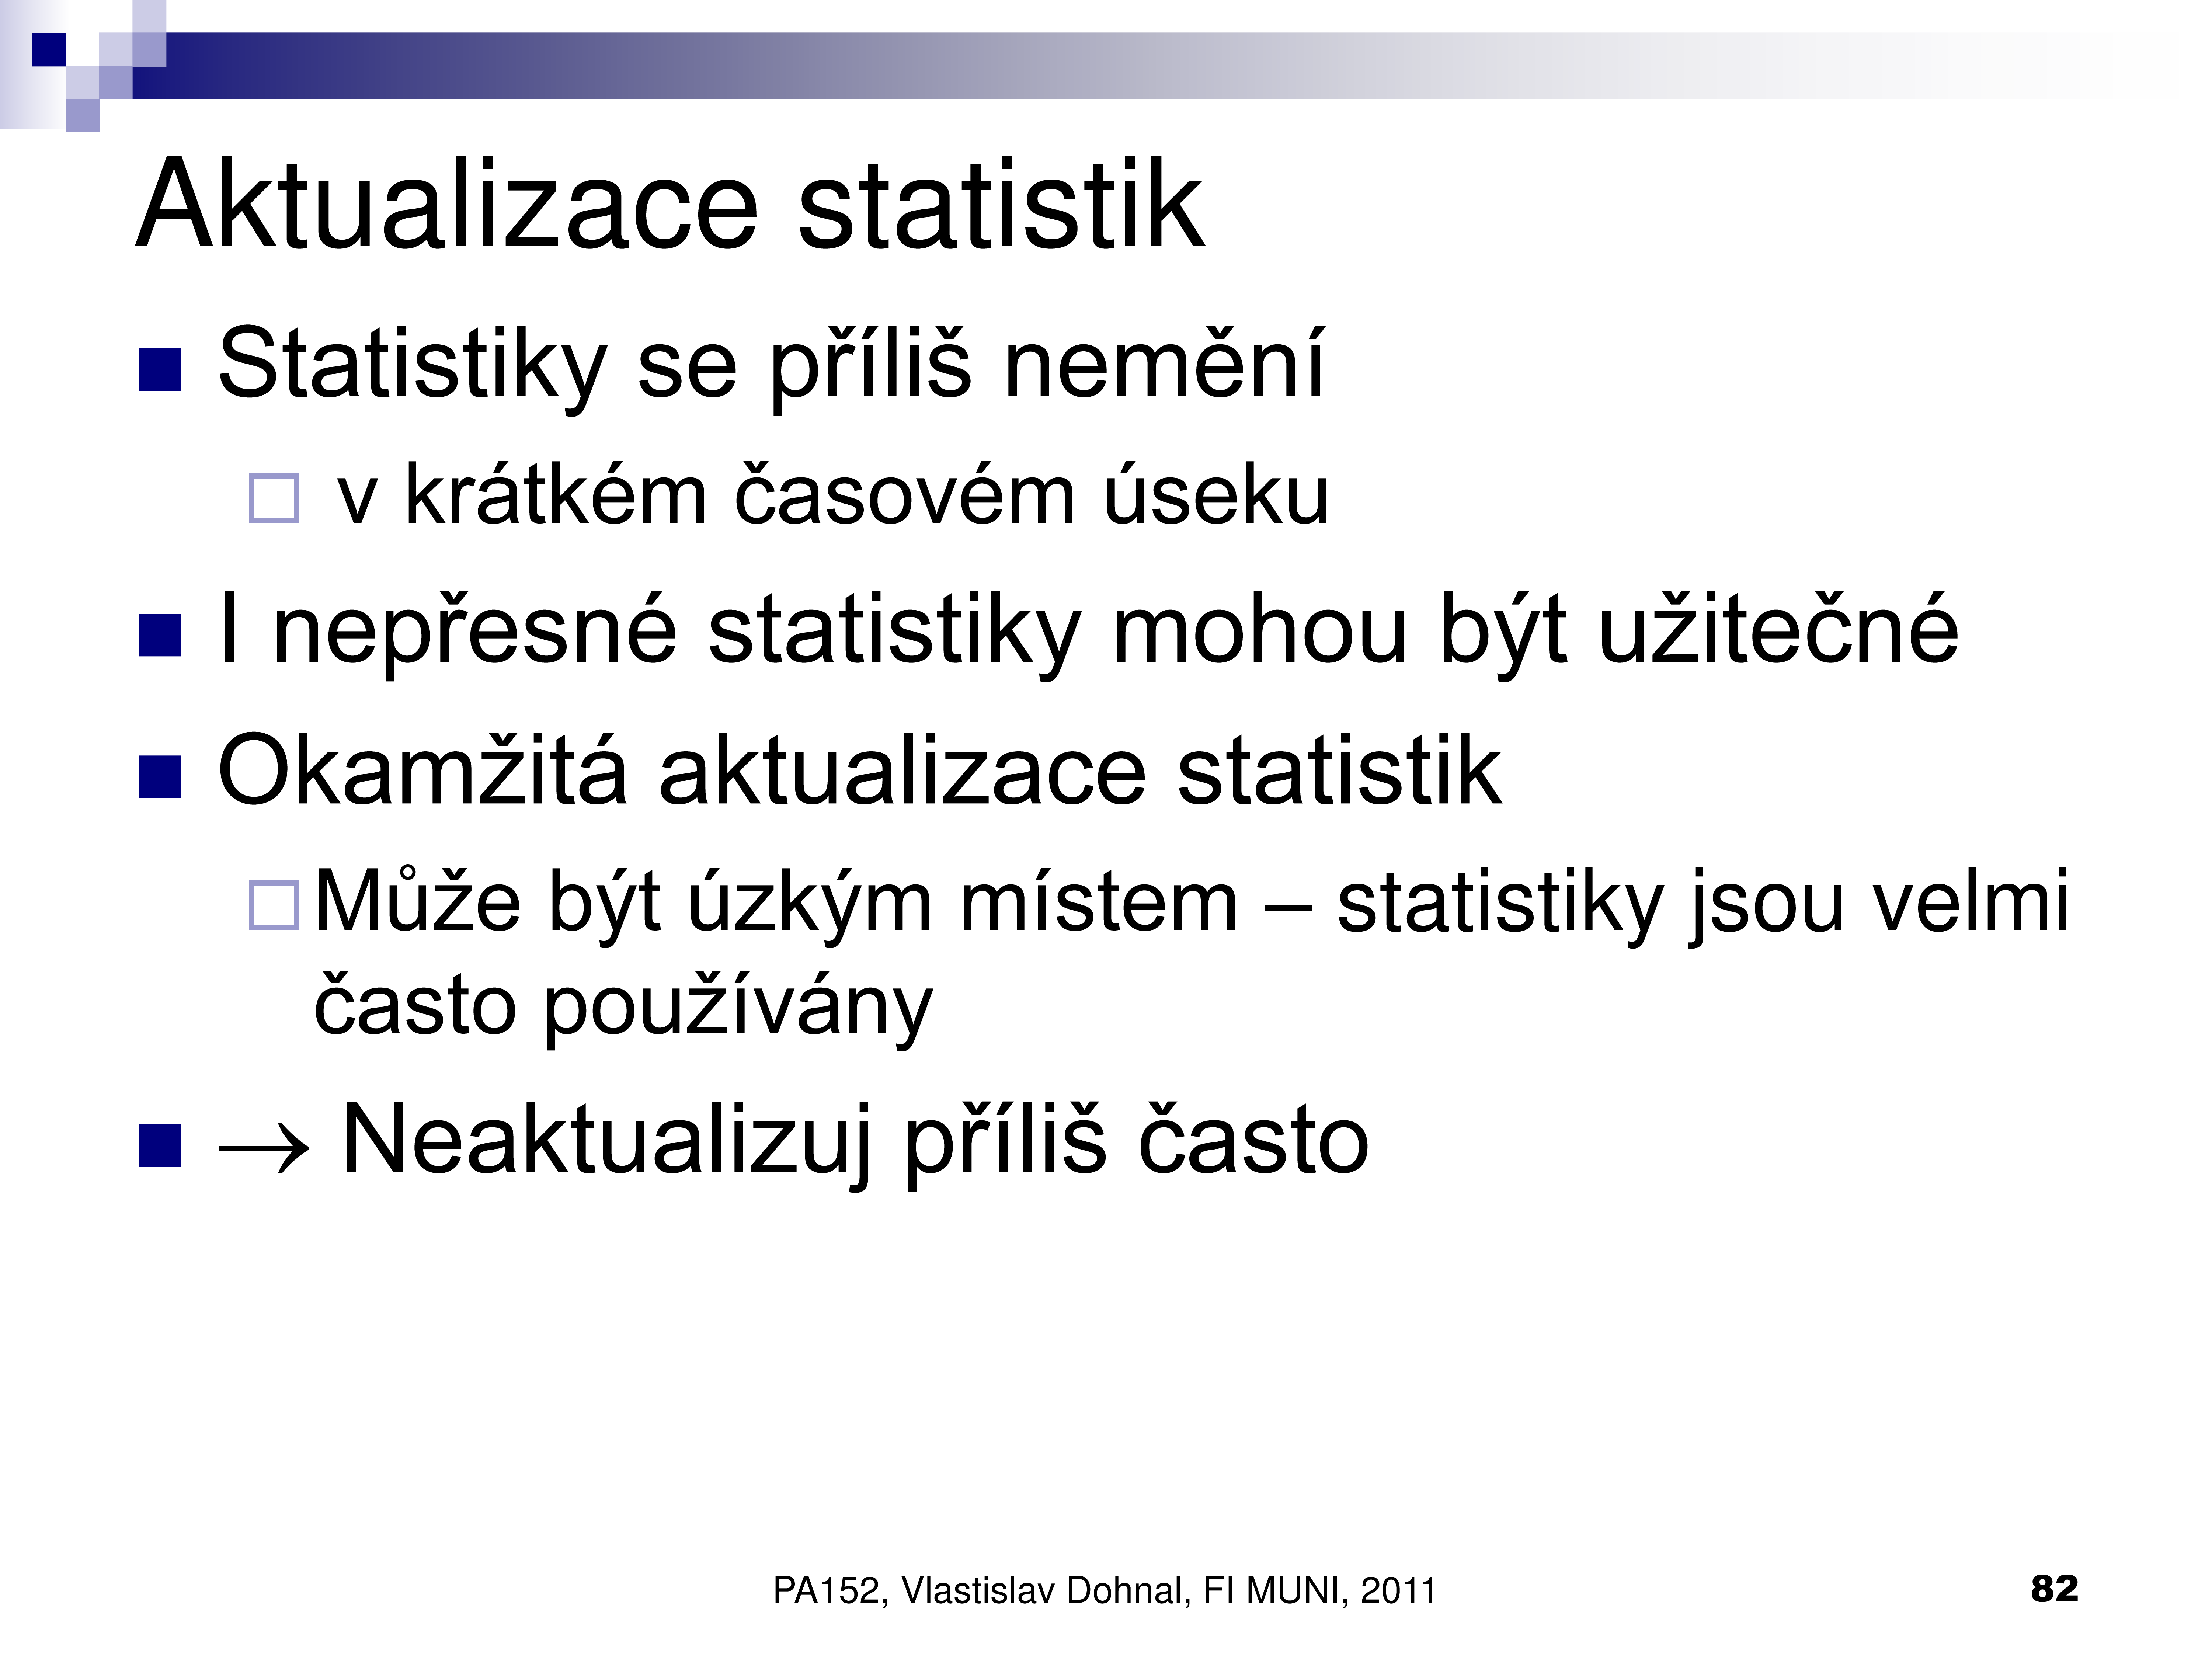 Aktualizace statistik
Statistiky se příliš nemění
v krátkém časovém úseku
I nepřesné statistiky mohou být užitečné
Okamžitá aktualizace statistik
Může být úzkým místem – statistiky jsou velmi
často používány
→ Neaktualizuj příliš často
PA152, Vlastislav Dohnal, FI MUNI, 2011
82